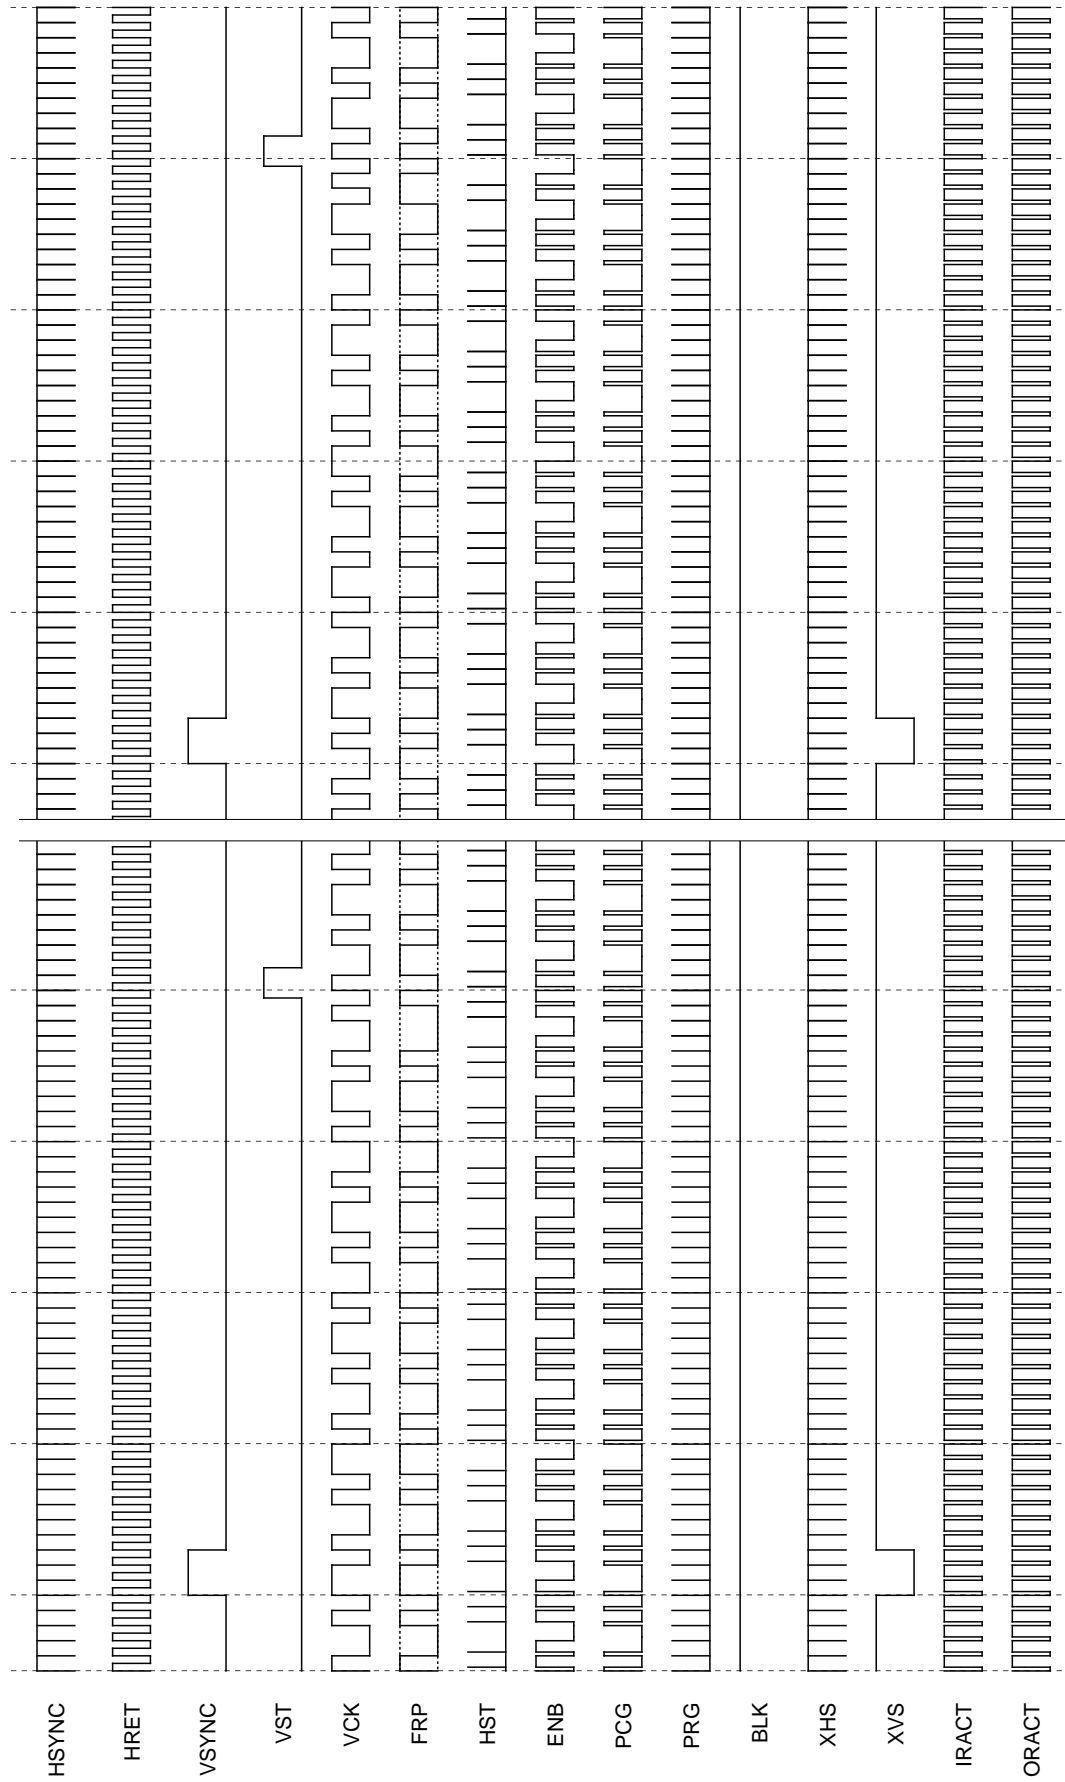 HSYNC
HRET
VSYNC
VST
VCK
FRP
HST
ENB
PCG
PRG
BLK
XHS
XVS
IRACT
ORACT